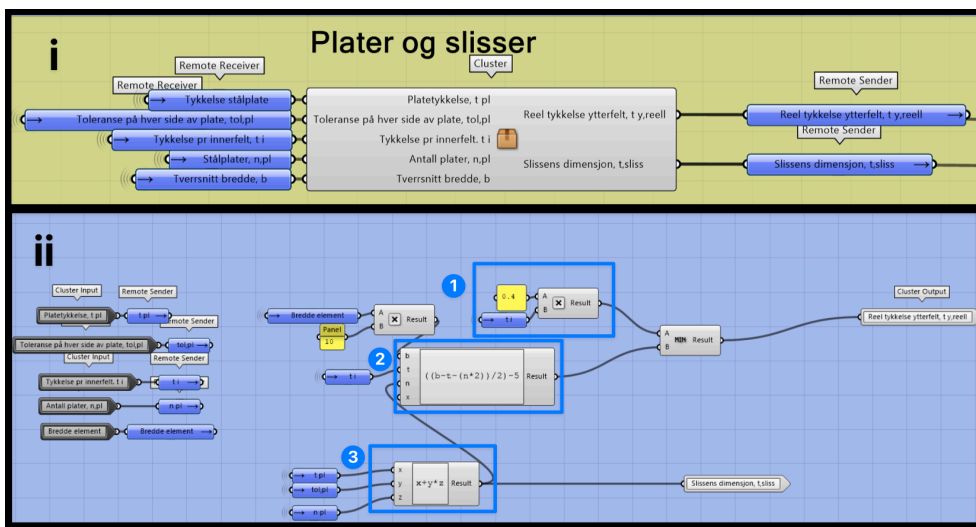 i
Plater og slisser
Remote Receiver
Cluster
Remote Receiver
Remote Sender
Tykkelse stålplate
Platetykkelse, t pl
Toleranse på hver side av plate, tol,pl
Toleranse på hver side av plate, tol,pl
Reel tykkelse ytterfelt, t y,reell
Reel tykkelse ytterfelt, t y,reell
Tykkelse pr innerfelt, t i
Tykkelse pr innerfelt. t i
Remote Sender
Stålplater, n,pl
Antall plater, n,pl
Slissens dimensjon, t,sliss
Slissens dimensjon, t,sliss
Tverrsnitt bredde, b
Tverrsnitt bredde, b
ii
1
Cluster Input
Remote Sender
0.4
A
B
Result
t i
Cluster Output
Platetykkelse, t pl
t pl
Bredde element
A
B
Result
Reel tykkelse ytterfelt, t y,reell
Remote Sender
Panel
10
A
B
MIN
Result
Toleranse på hver side av plate, tol,pl
tol,pl
2
Cluster Input
Remote Sender
b
t
n
x
((b-t-(n*2))/2)-5
Result
Tykkelse pr innerfelt. t i
t i
t i
Antall plater, n,pl
n pl
Bredde element
Bredde element
3
t pl
tol,pl
n pl
x
y
z
x+y*z
Result
Slissens dimensjon, t,sliss